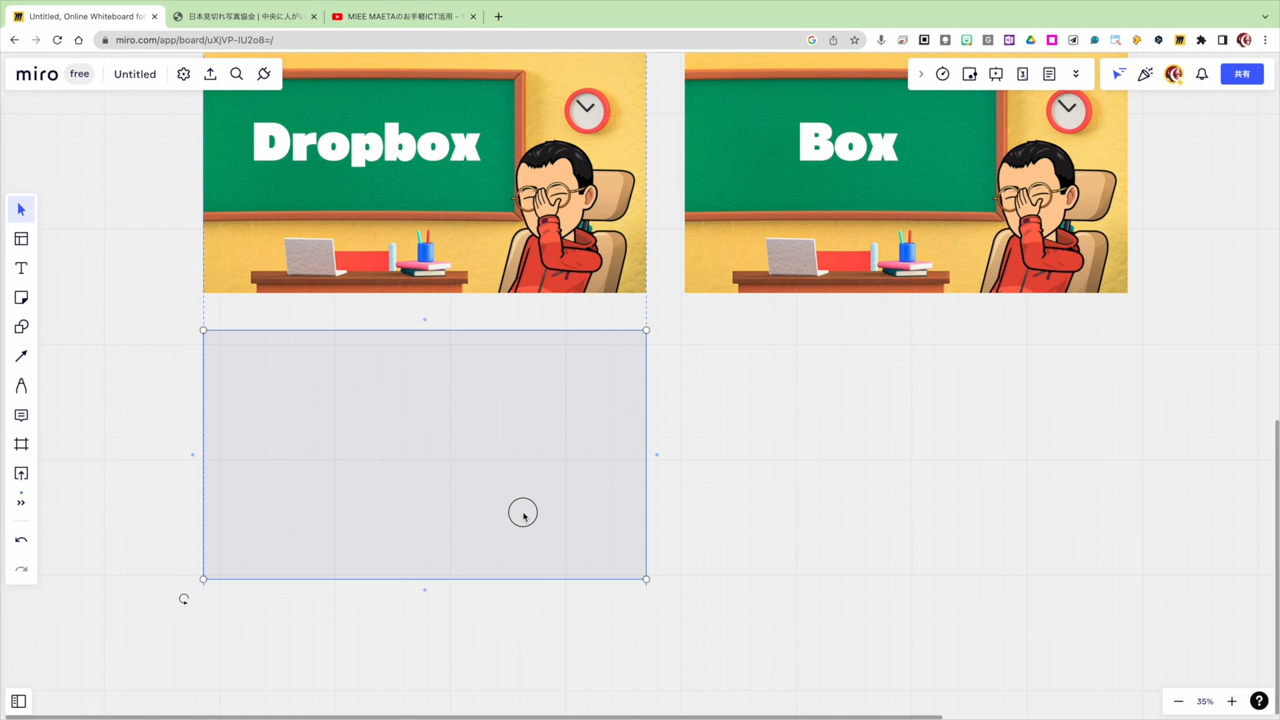 Untitled, Online Whiteboard fo
日本見切れ写真協会 | 中央に人がい
MIEE MAETAのお手軽ICT活用 - Y
miro.com/app/board/uXjVP-IU2o8=/
miro free Untitled
3
共有
Dropbox
Box
T
35%